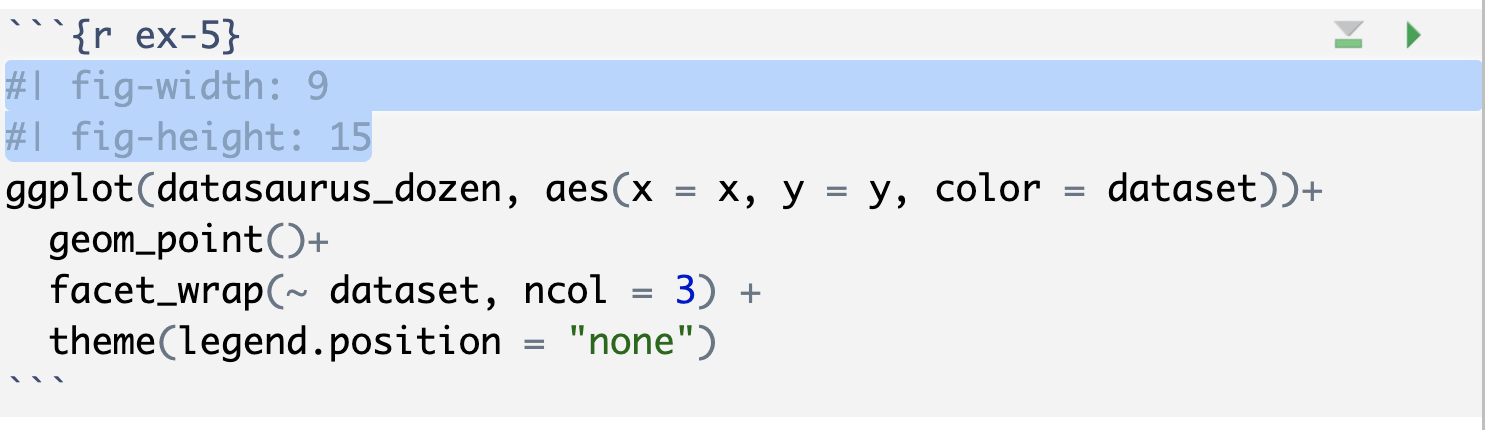 ```{r ex-5}
#| fig-width: 9
#| fig-height: 15
ggplot(datasaurus_dozen, aes(x = x, y = y, color = dataset))+
  geom_point()+
  facet_wrap(~ dataset, ncol = 3) +
  theme(legend.position = "none")
```